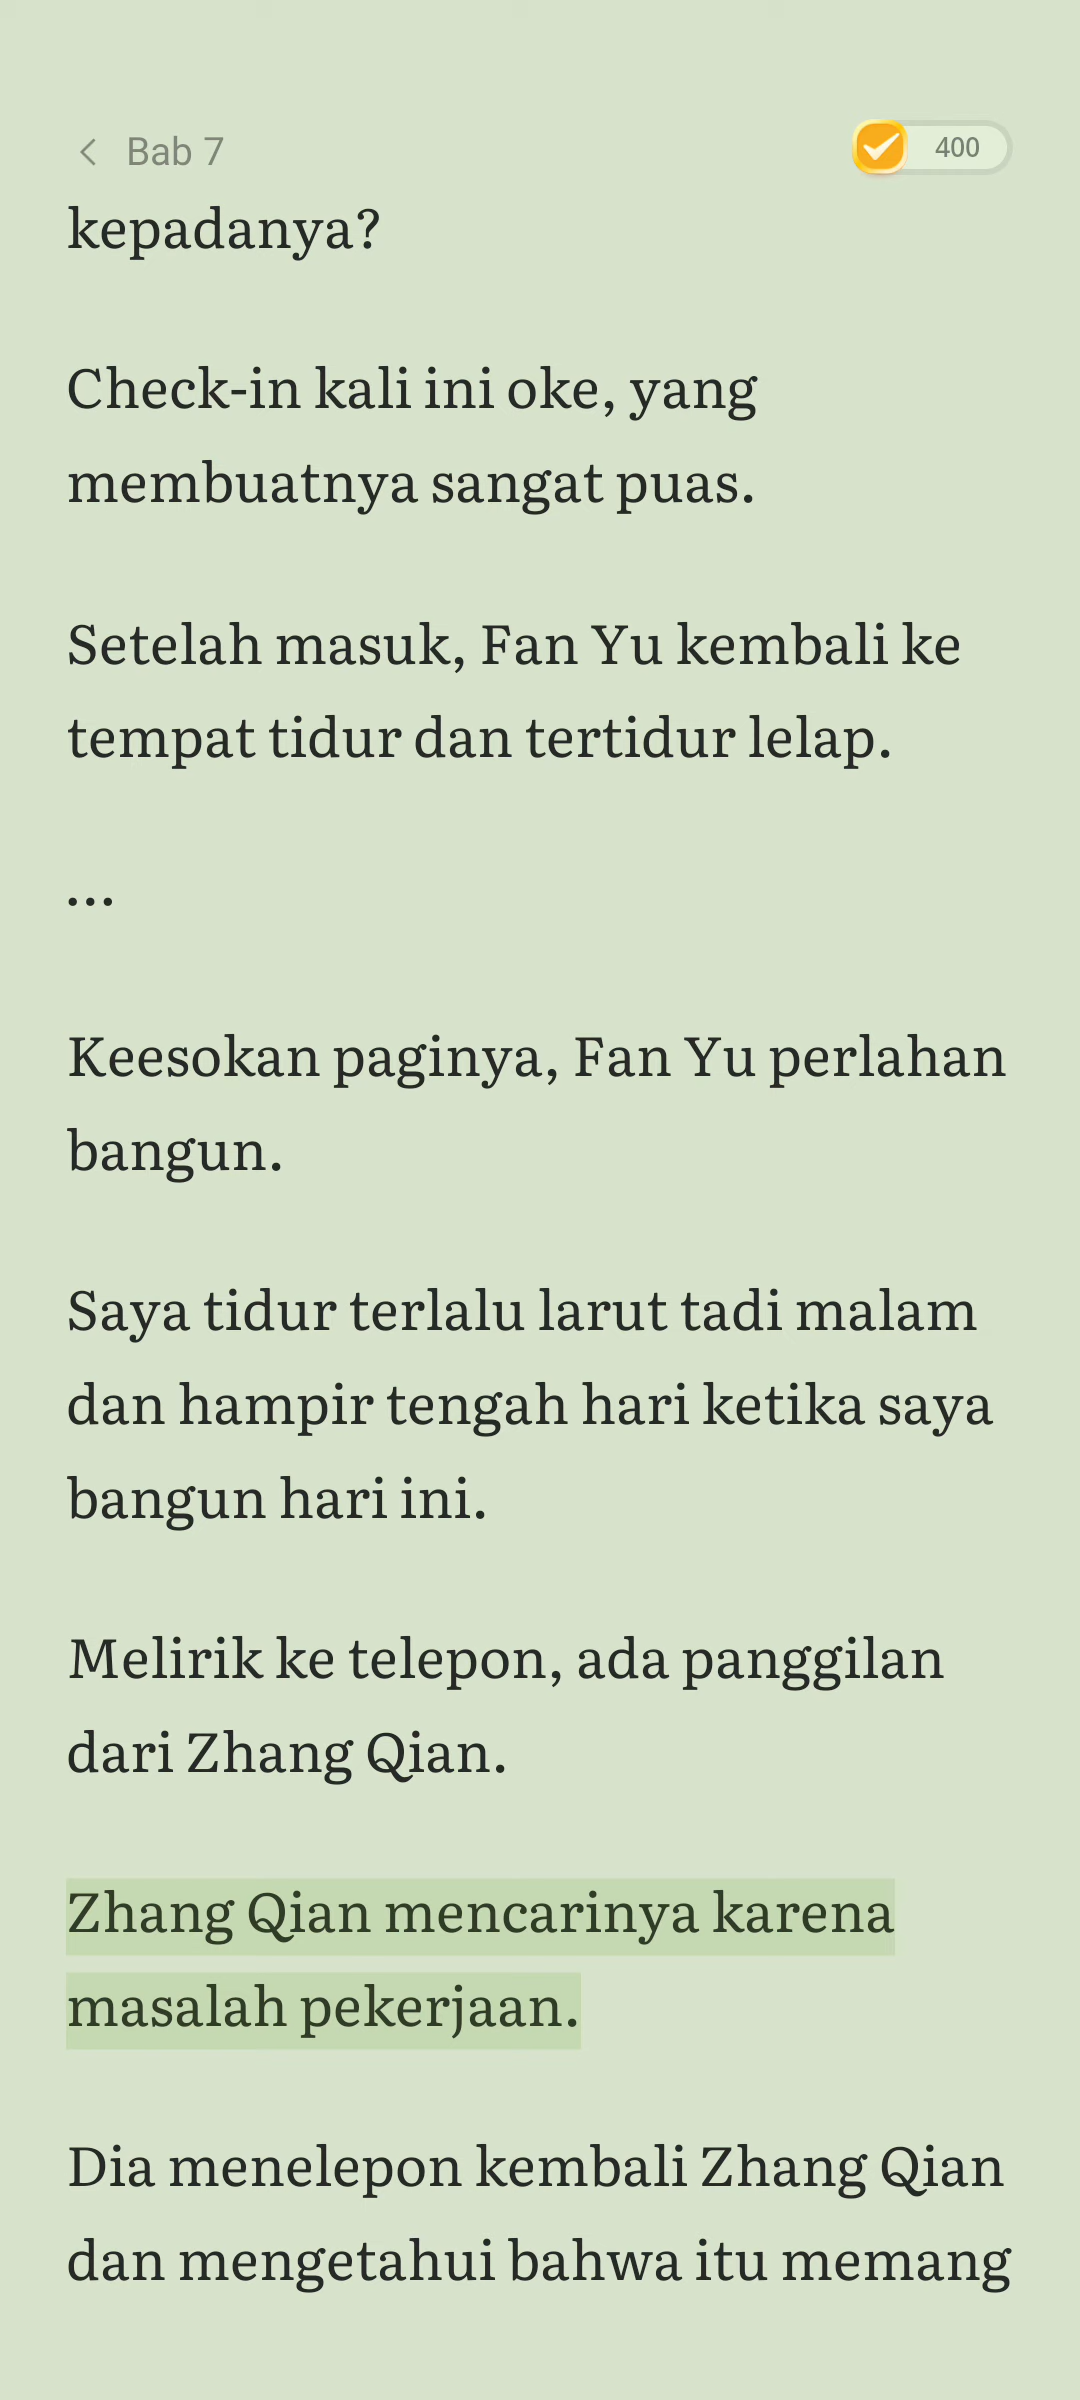 Bab 7
400
kepadanya?
Check-in kali ini oke, yang
membuatnya sangat puas.
Setelah masuk, Fan Yu kembali ke
tempat tidur dan tertidur lelap.
...
Keesokan paginya, Fan Yu perlahan
bangun.
Saya tidur terlalu larut tadi malam
dan hampir tengah hari ketika saya
bangun hari ini.
Melirik ke telepon, ada panggilan
dari Zhang Qian.
Zhang Qian mencarinya karena
masalah pekerjaan.
Dia menelepon kembali Zhang Qian
dan mengetahui bahwa itu memang